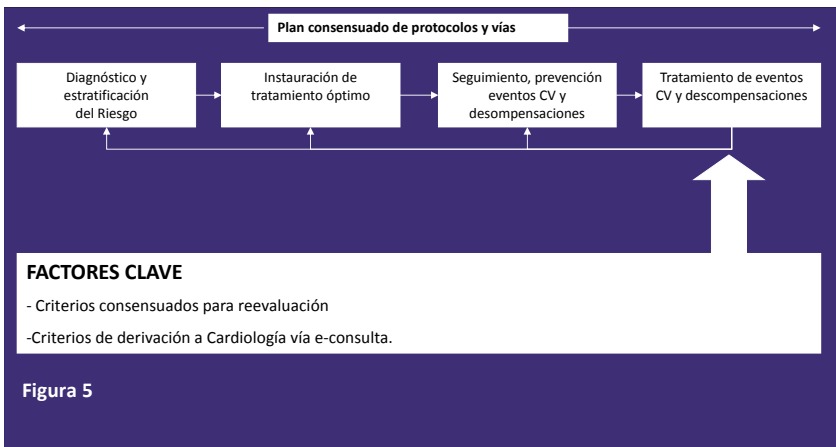 Plan consensuado de protocolos y vías
Diagnóstico y
estratificación
del Riesgo
Instauración de
tratamiento óptimo
Seguimiento, prevención
eventos CV y
desompensaciones
Tratamiento de eventos
CV y descompensaciones
FACTORES CLAVE
- Criterios consensuados para reevaluación
-Criterios de derivación a Cardiología vía e-consulta.
Figura 5